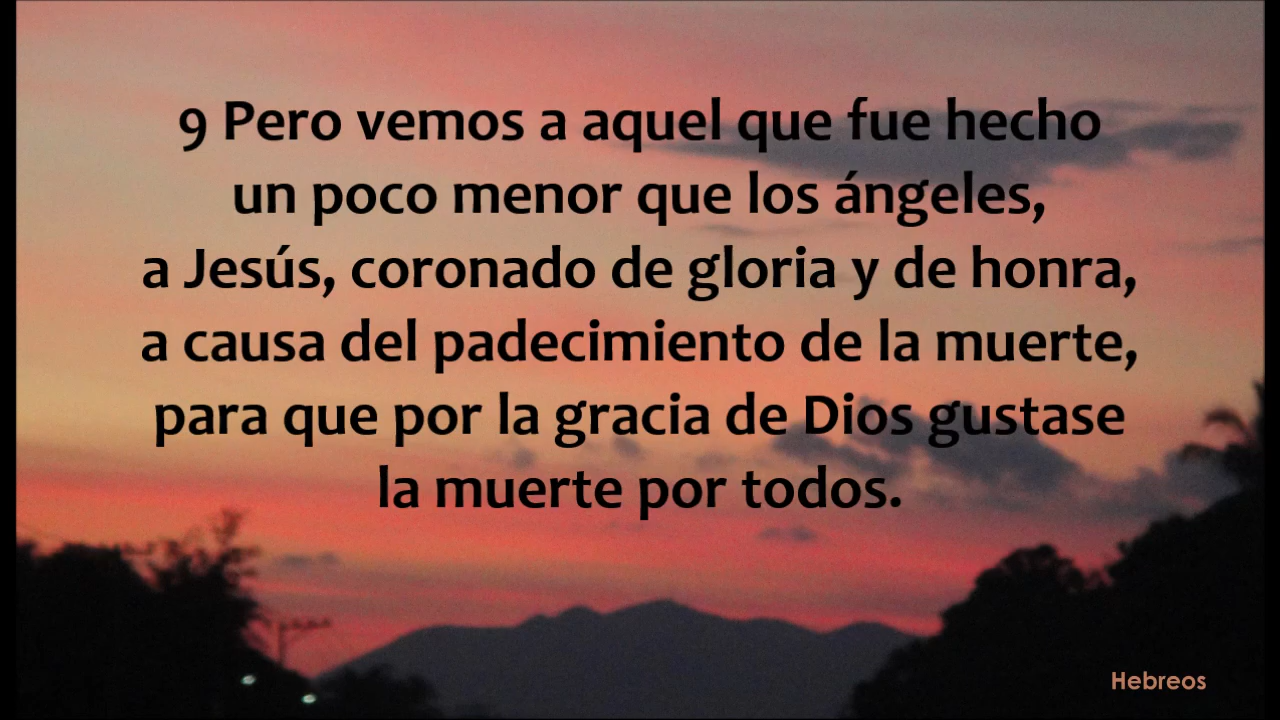 9 Pero vemos a aquel que fue hecho
un poco menor que los ángeles,
a Jesús, coronado de gloria y de honra,
a causa del padecimiento de la muerte,
para que por la gracia de Dios gustase
la muerte por todos.
Hebreos